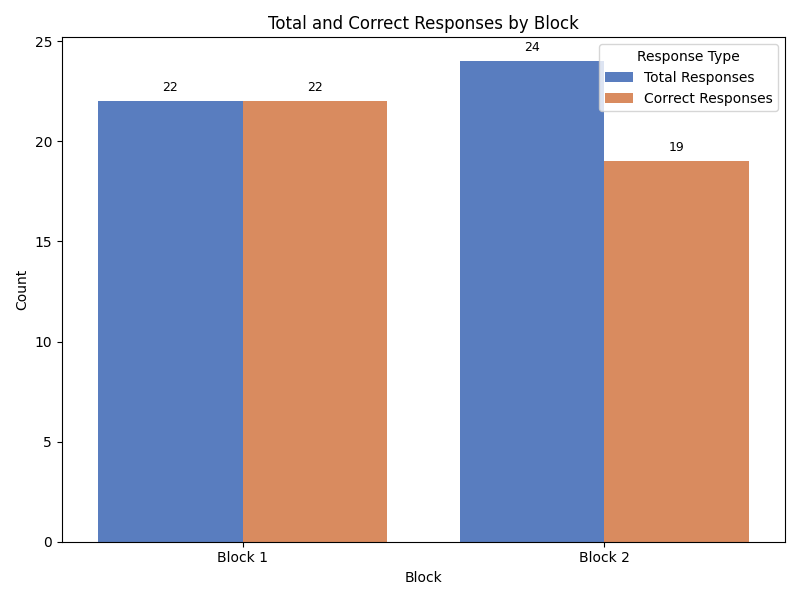 Total and Correct Responses by Block
Response Type
Total Responses
Correct Responses
22
22
24
19
25
20
15
10
5
0
Count
Block 1
Block 2
Block